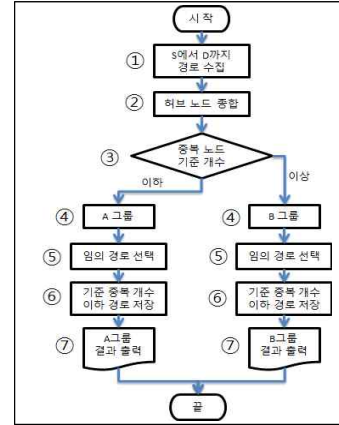 시 작
① S에서 D까지
경로 수집
② 허브 노드 종합
③ 중복 노드
기준 개수
이하
이상
④ A 그룹
④ B 그룹
⑤ 임의 경로 선택
⑤ 임의 경로 선택
⑥ 기준 중복 개수
이하 경로 저장
⑥ 기준 중복 개수
이하 경로 저장
⑦ A그룹
결과 출력
⑦ B그룹
결과 출력
끝